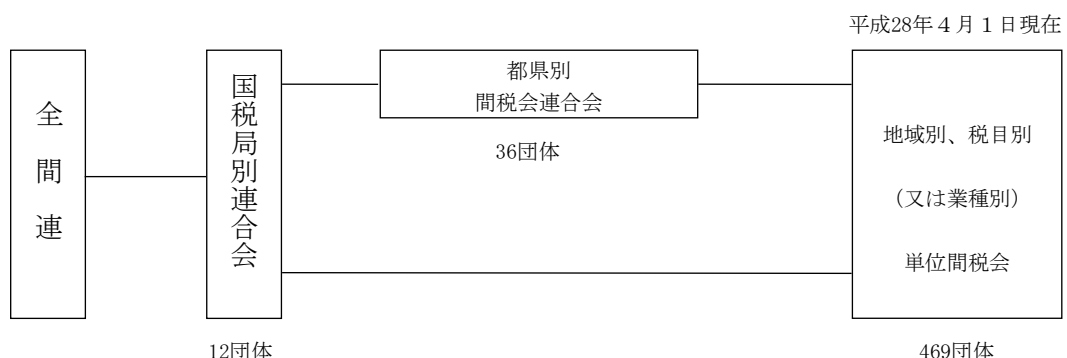 平成28年４月１日現在
全間連
国税局別連合会
12団体
都県別
間税会連合会
36団体
地域別、税目別
（又は業種別）
単位間税会
469団体